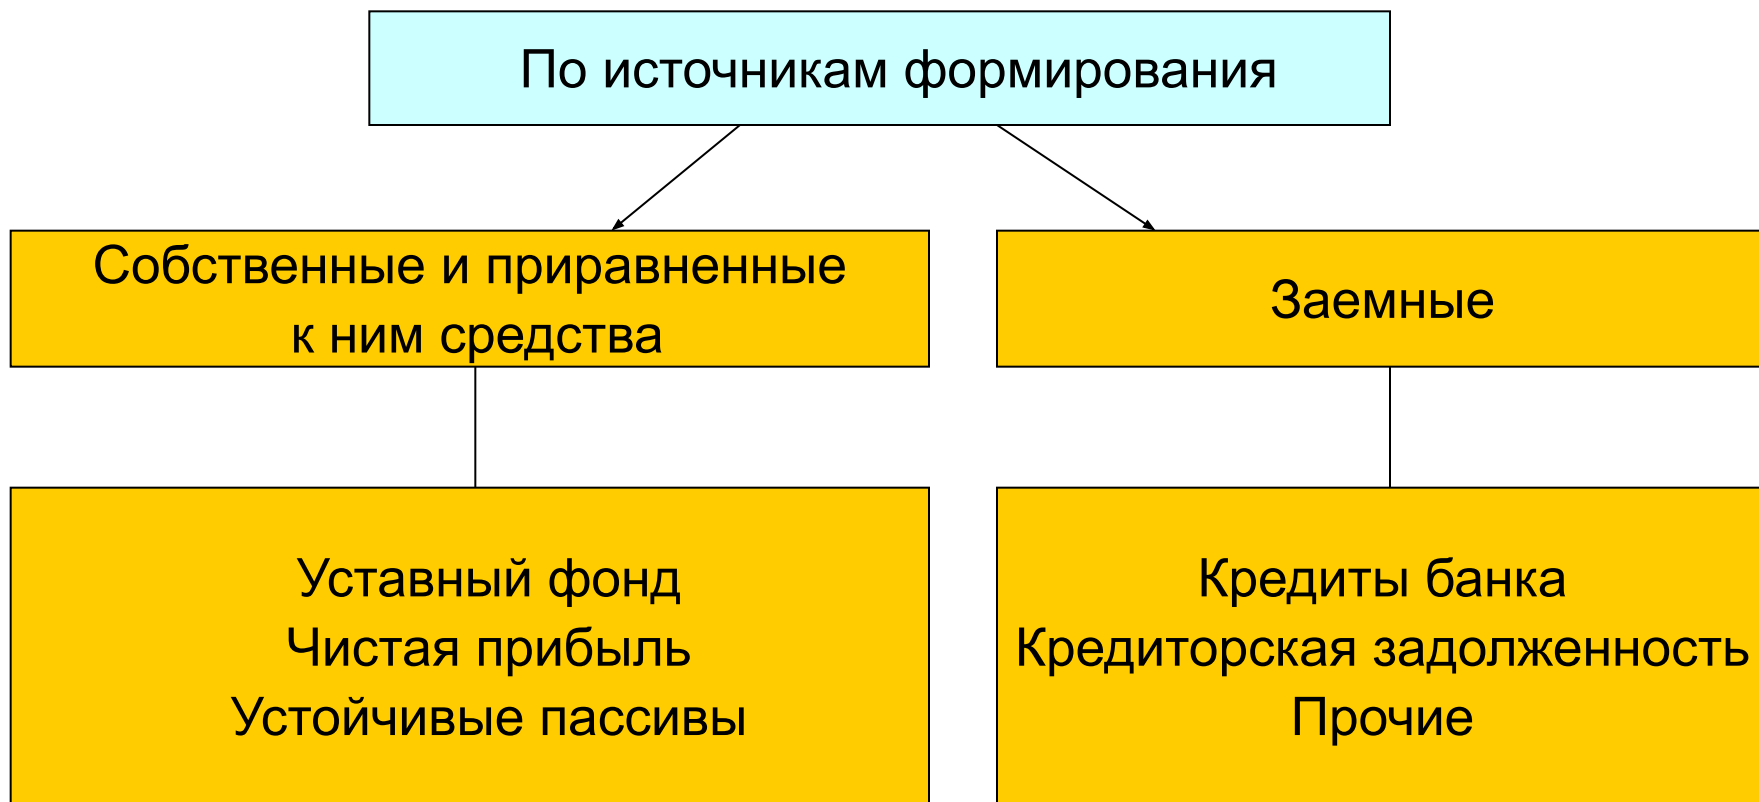 По источникам формирования
Собственные и приравненные
к ним средства
Заемные
Уставный фонд
Чистая прибыль
Устойчивые пассивы
Кредиты банка
Кредиторская задолженность
Прочие